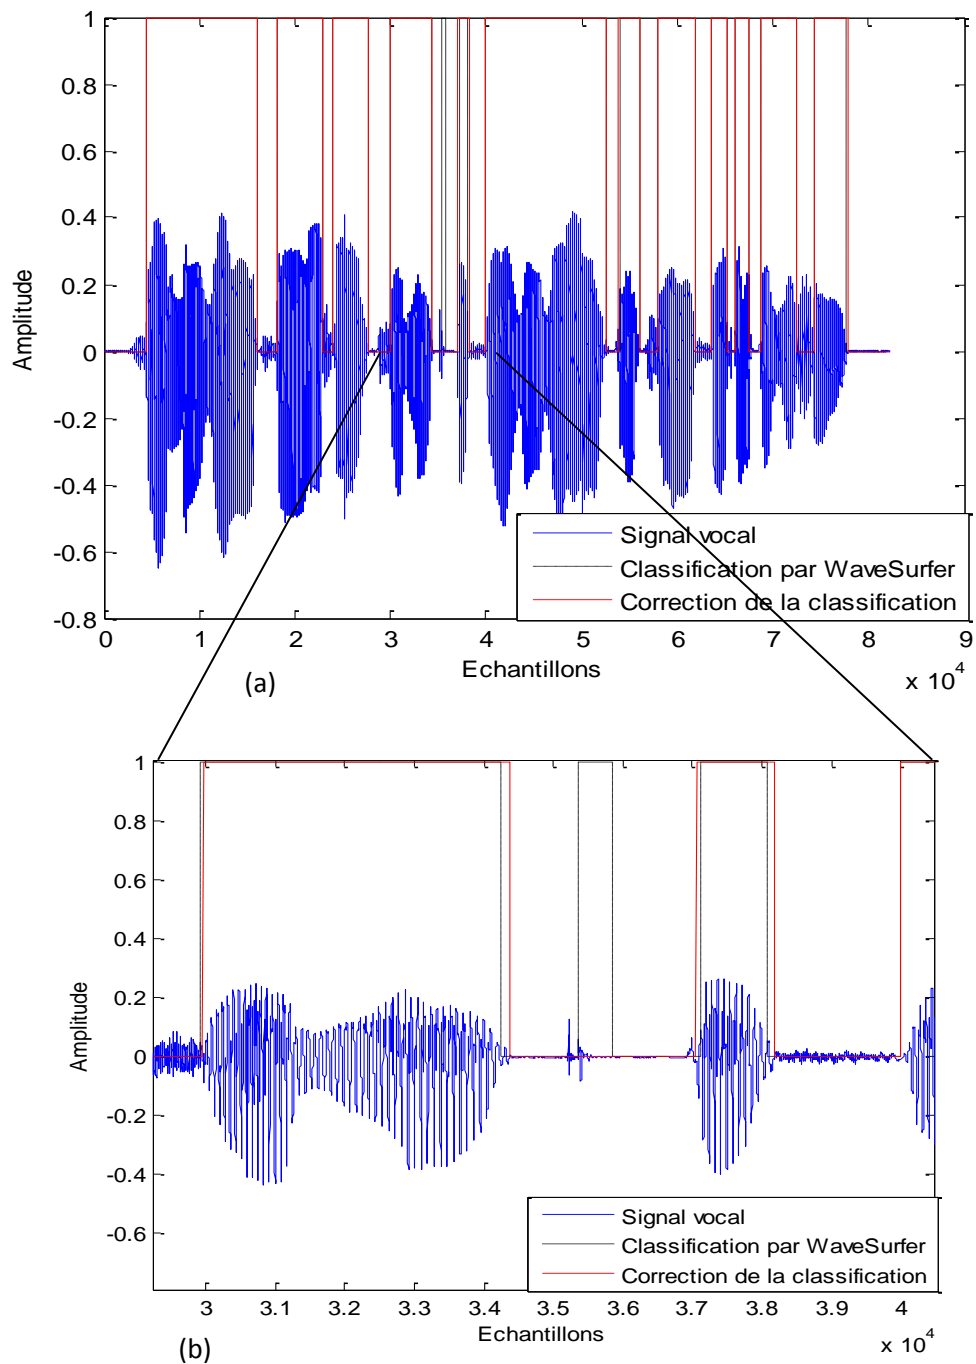 1
0.8
0.6
0.4
0.2
0
-0.2
-0.4
-0.6
-0.8
Amplitude
0 1 2 3 4 5 6 7 8 9
Echantillons
x 10^4
Signal vocal
Classification par WaveSurfer
Correction de la classification
(a)
1
0.8
0.6
0.4
0.2
0
-0.2
-0.4
-0.6
Amplitude
3 3.1 3.2 3.3 3.4 3.5 3.6 3.7 3.8 3.9 4
Echantillons
x 10^4
Signal vocal
Classification par WaveSurfer
Correction de la classification
(b)